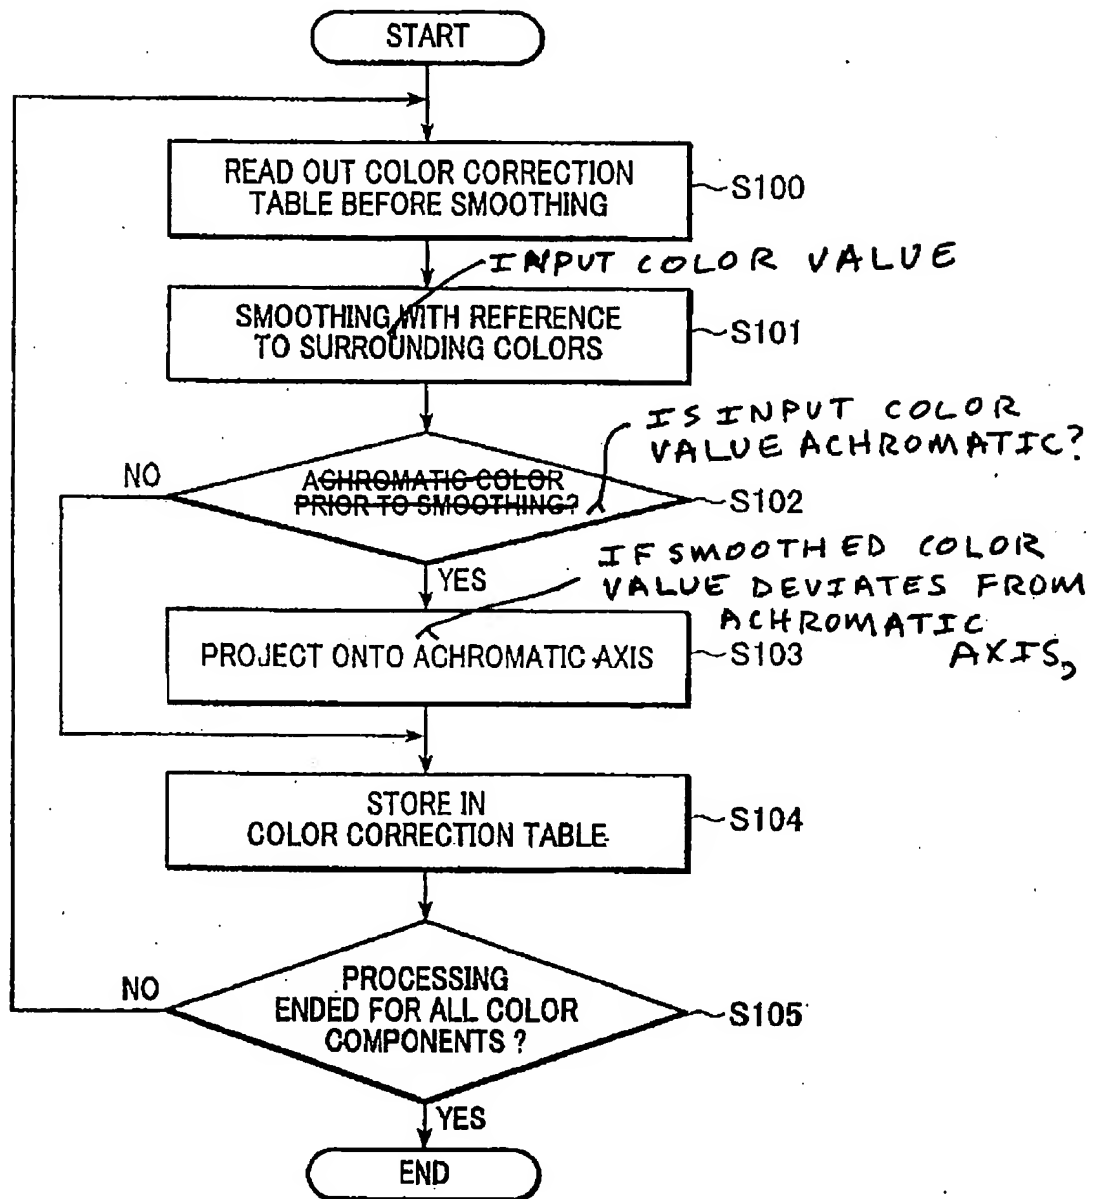 START
READ OUT COLOR CORRECTION
TABLE BEFORE SMOOTHING
~S100
INPUT COLOR VALUE
SMOOTHING WITH REFERENCE
TO SURROUNDING COLORS
~S101
IS INPUT COLOR
VALUE ACHROMATIC?
NO
ACHROMATIC COLOR
PRIOR TO SMOOTHING?
~S102
YES
IF SMOOTHED COLOR
VALUE DEVIATES FROM
ACHROMATIC
AXIS,
PROJECT ONTO ACHROMATIC AXIS
~S103
STORE IN
COLOR CORRECTION TABLE
~S104
NO
PROCESSING
ENDED FOR ALL COLOR
COMPONENTS ?
~S105
YES
END